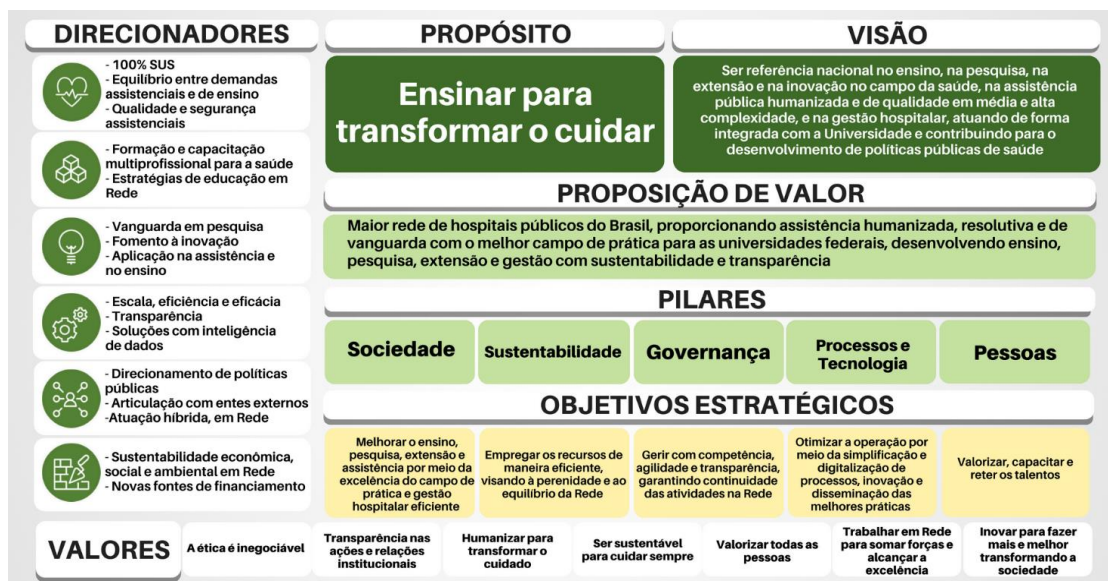 DIRECIONADORES
- 100% SUS
- Equilíbrio entre demandas
assistenciais e de ensino
- Qualidade e segurança
assistenciais
- Formação e capacitação
multiprofissional para a saúde
- Estratégias de educação em
Rede
- Vanguarda em pesquisa
- Fomento à inovação
- Aplicação na assistência e
no ensino
- Escala, eficiência e eficácia
- Transparência
- Soluções com inteligência
de dados
- Direcionamento de políticas
públicas
- Articulação com entes externos
-Atuação híbrida, em Rede
- Sustentabilidade econômica,
social e ambiental em Rede
- Novas fontes de financiamento
PROPÓSITO
Ensinar para
transformar o cuidar
VISÃO
Ser referência nacional no ensino, na pesquisa, na
extensão e na inovação no campo da saúde, na assistência
pública humanizada e de qualidade em média e alta
complexidade, e na gestão hospitalar, atuando de forma
integrada com a Universidade e contribuindo para o
desenvolvimento de políticas públicas de saúde
PROPOSIÇÃO DE VALOR
Maior rede de hospitais públicos do Brasil, proporcionando assistência humanizada, resolutiva e de
vanguarda com o melhor campo de prática para as universidades federais, desenvolvendo ensino,
pesquisa, extensão e gestão com sustentabilidade e transparência
PILARES
Sociedade
Sustentabilidade
Governança
Processos e
Tecnologia
Pessoas
OBJETIVOS ESTRATÉGICOS
Melhorar o ensino,
pesquisa, extensão e
assistência por meio da
excelência do campo de
prática e gestão
hospitalar eficiente
Empregar os recursos de
maneira eficiente,
visando à perenidade e ao
equilíbrio da Rede
Gerir com competência,
agilidade e transparência,
garantindo continuidade
das atividades na Rede
Otimizar a operação por
meio da simplificação e
digitalização de
processos, inovação e
disseminação das
melhores práticas
Valorizar, capacitar e
reter os talentos
VALORES
A ética é inegociável
Transparência nas
ações e relações
institucionais
Humanizar para
transformar o
cuidado
Ser sustentável
para cuidar sempre
Valorizar todas as
pessoas
Trabalhar em Rede
para somar forças e
alcançar a
excelência
Inovar para fazer
mais e melhor
transformando a
sociedade